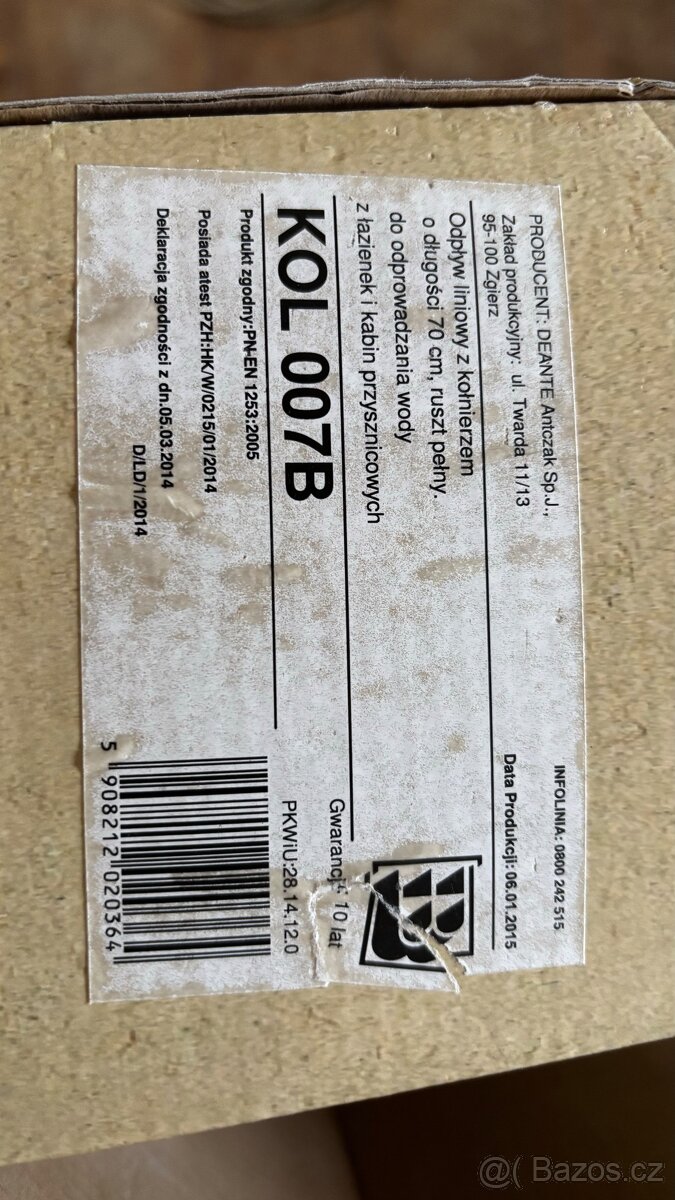 PRODUCENT: DEANTE Antczak Sp.J.,
Zakład produkcyjny: ul. Twarda 11/13
95-100 Zgierz
INFOLINIA: 0800 242 515
Data Produkcji: 06.01.2015
Odpływ liniowy z kołnierzem
o długości 70 cm, ruszt pełny.
do odprowadzania wody
z łazienek i kabin przysznicowych
KOL 007B
Gwarancja 10 lat
PKWiU:28.14.12.0
Produkt zgodny:PN-EN 1253:2005
Posiada atest PZH:HK/W/0215/01/2014
Deklaracja zgodności z dn.05.03.2014
D/LD/1/2014
5 908212 020364
@( Bazos.cz